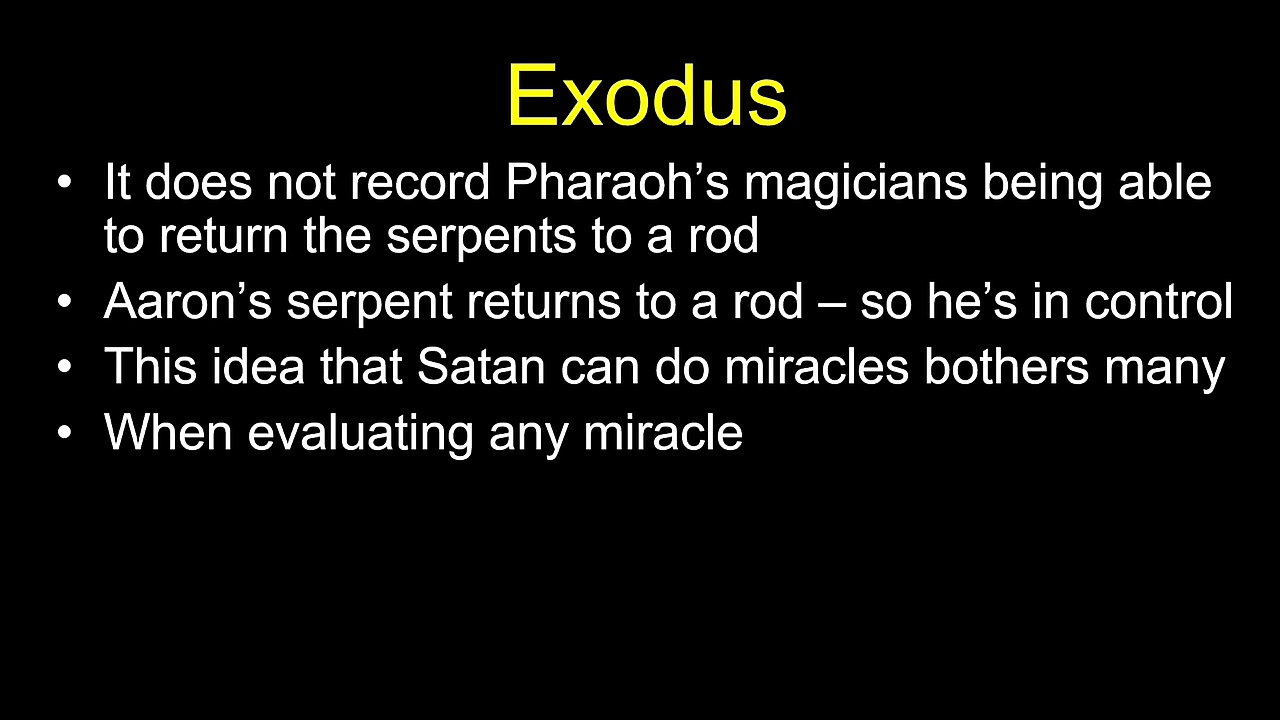 Exodus
• It does not record Pharaoh’s magicians being able
to return the serpents to a rod
• Aaron’s serpent returns to a rod – so he’s in control
• This idea that Satan can do miracles bothers many
• When evaluating any miracle